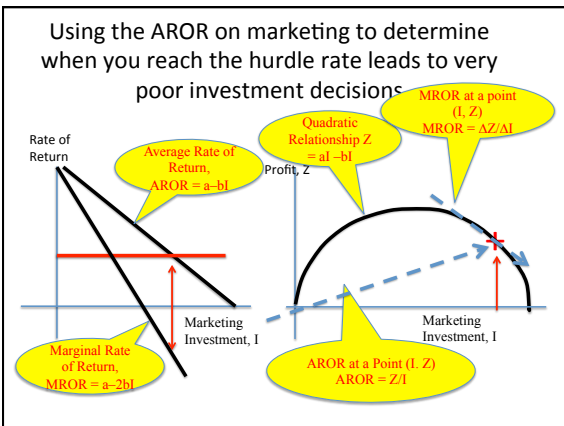 Using the AROR on marketing to determine
when you reach the hurdle rate leads to very
poor investment decisions
MROR at a point
(I, Z)
MROR = ΔZ/ΔI
Quadratic
Relationship Z
= aI –bI
Rate of
Return
Average Rate of
Return,
AROR = a–bI
Profit, Z
Marketing
Investment, I
Marketing
Investment, I
Marginal Rate
of Return,
MROR = a–2bI
AROR at a Point (I. Z)
AROR = Z/I